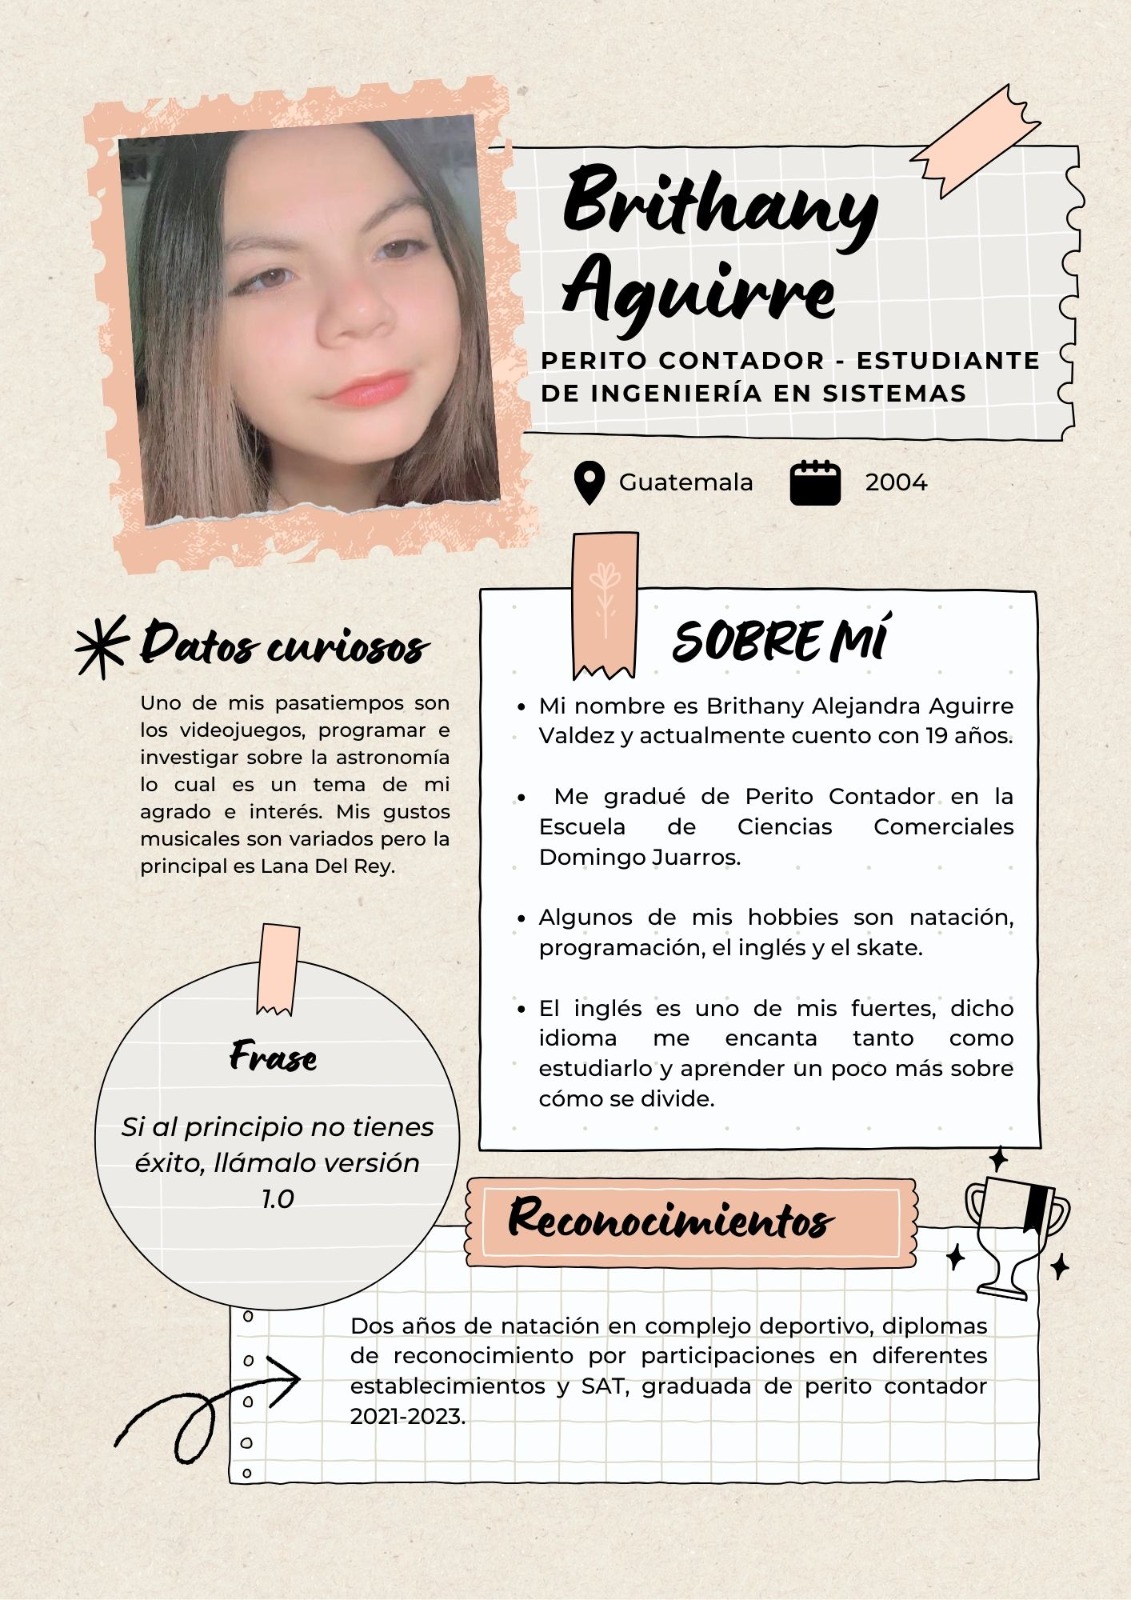 Brithany
Aguirre
PERITO CONTADOR - ESTUDIANTE
DE INGENIERÍA EN SISTEMAS
Guatemala
2004
Datos curiosos
Uno de mis pasatiempos son
los videojuegos, programar e
investigar sobre la astronomía
lo cual es un tema de mi
agrado e interés. Mis gustos
musicales son variados pero la
principal es Lana Del Rey.
SOBRE MÍ
• Mi nombre es Brithany Alejandra Aguirre
Valdez y actualmente cuento con 19 años.
• Me gradué de Perito Contador en la
Escuela de Ciencias Comerciales
Domingo Juarros.
• Algunos de mis hobbies son natación,
programación, el inglés y el skate.
• El inglés es uno de mis fuertes, dicho
idioma me encanta tanto como
estudiarlo y aprender un poco más sobre
cómo se divide.
Frase
Si al principio no tienes
éxito, llámalo versión
1.0
Reconocimientos
Dos años de natación en complejo deportivo, diplomas
de reconocimiento por participaciones en diferentes
establecimientos y SAT, graduada de perito contador
2021-2023.